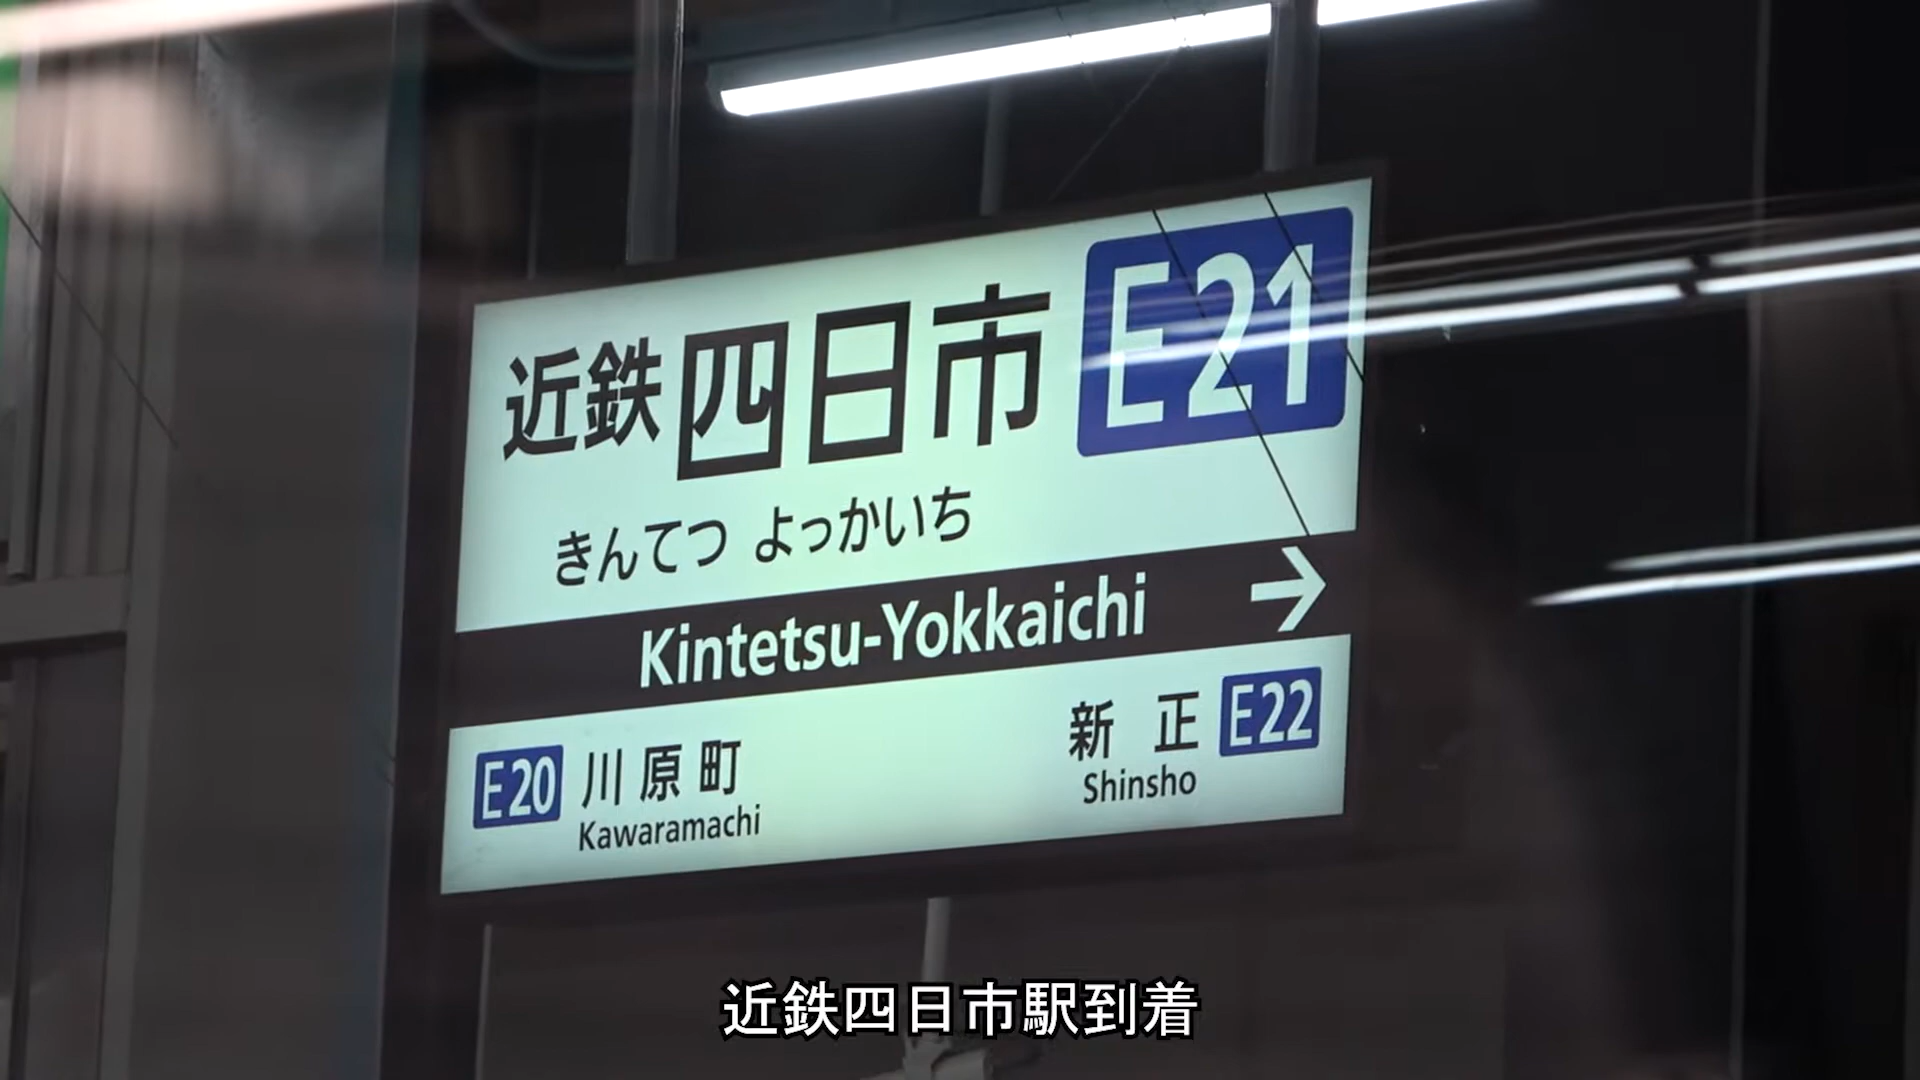 近鉄四日市 E21
きんてつ よっかいち
Kintetsu-Yokkaichi →
E20 川原町
Kawaramachi
新正 E22
Shinsho
近鉄四日市駅到着